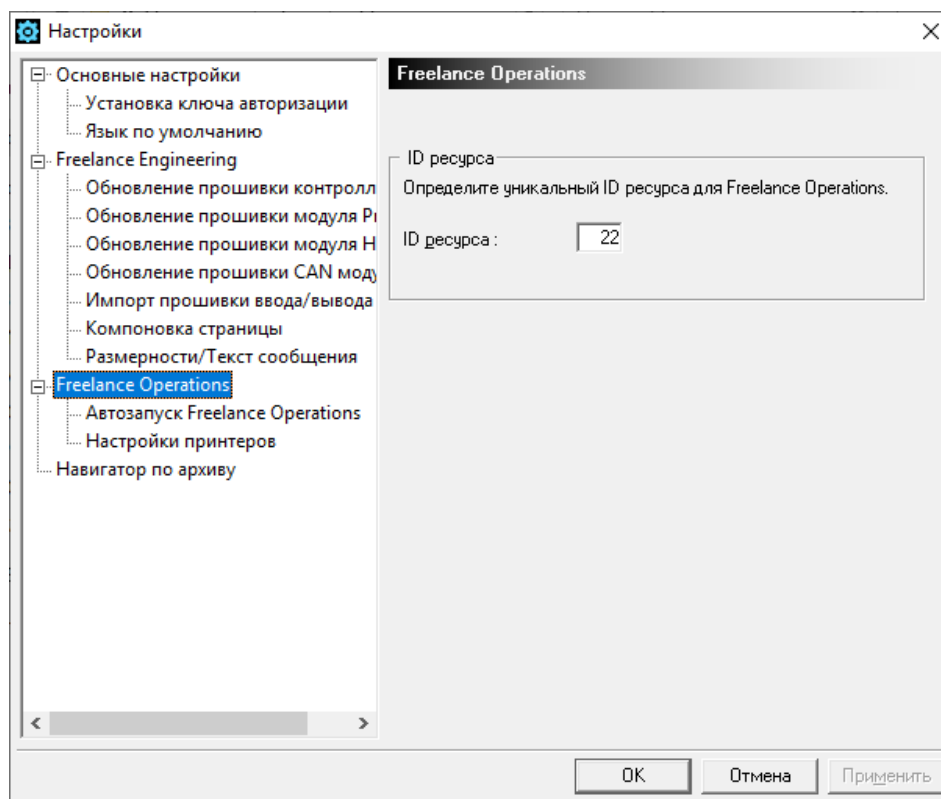 Настройки
Основные настройки
Установка ключа авторизации
Язык по умолчанию
Freelance Engineering
Обновление прошивки контролл
Обновление прошивки модуля Pr
Обновление прошивки модуля H
Обновление прошивки CAN моду
Импорт прошивки ввода/вывода
Компоновка страницы
Размерности/Текст сообщения
Freelance Operations
Автозапуск Freelance Operations
Настройки принтеров
Навигатор по архиву
Freelance Operations
ID ресурса
Определите уникальный ID ресурса для Freelance Operations.
ID ресурса : 22
OK Отмена Применить